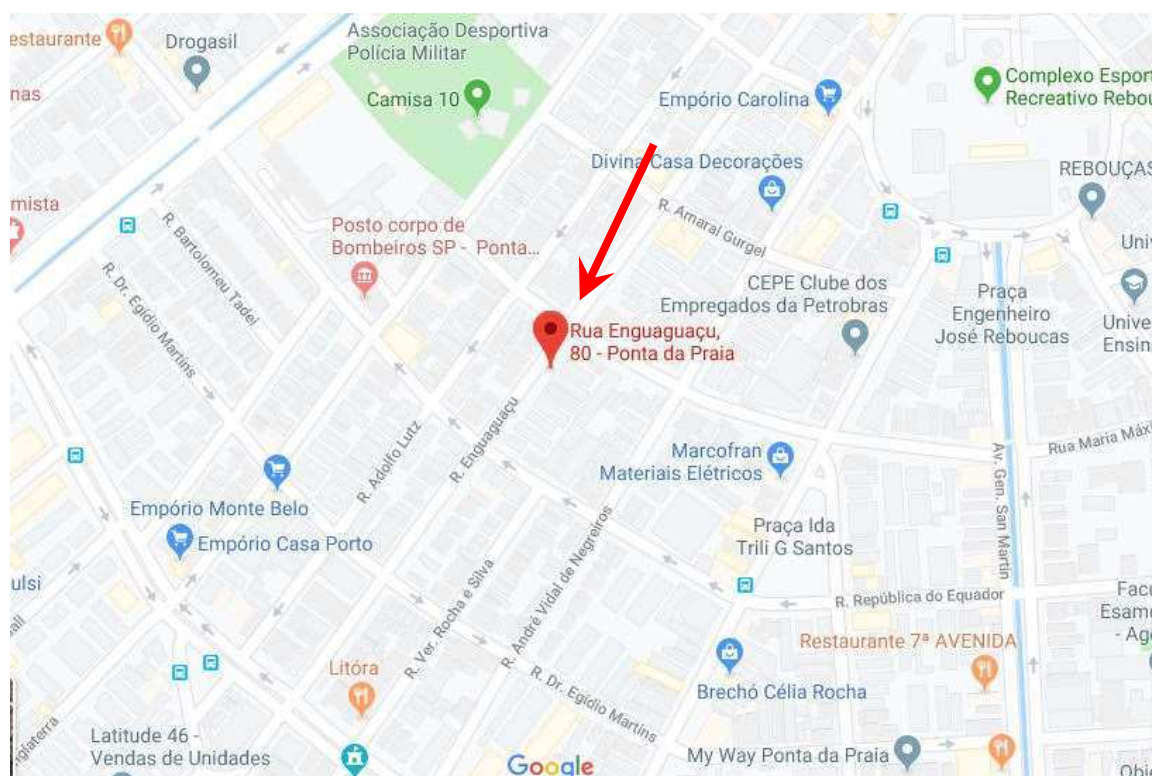 estaurante
Drogasil
Associação Desportiva
Polícia Militar
nas
Camisa 10
Empório Carolina
Complexo Esport
Recreativo Rebou
Divina Casa Decorações
REBOUÇAS
mista
R. Bartolomeu Tadel
Posto corpo de
Bombeiros SP - Ponta...
R. Amaral Gurgel
Univ
R. Dr. Egídio Martins
CEPE Clube dos
Empregados da Petrobras
Praça
Engenheiro
José Reboucas
Unive
Ensin
Rua Enguaguaçu,
80 - Ponta da Praia
R. Adolfo Lutz
R. Enguaguaçu
Marcofran
Materiais Elétricos
Av. Gen. San Martin
Rua Maria Máxi
Empório Monte Belo
Empório Casa Porto
Praça Ida
Trili G Santos
ulsi
R. Ver. Rocha e Silva
R. André Vidal de Negreiros
R. República do Equador
Facu
Esame
- Ago
Restaurante 7ª AVENIDA
Litóra
R. Dr. Egídio Martins
Brechó Célia Rocha
Latitude 46 -
Vendas de Unidades
Google
My Way Ponta da Praia